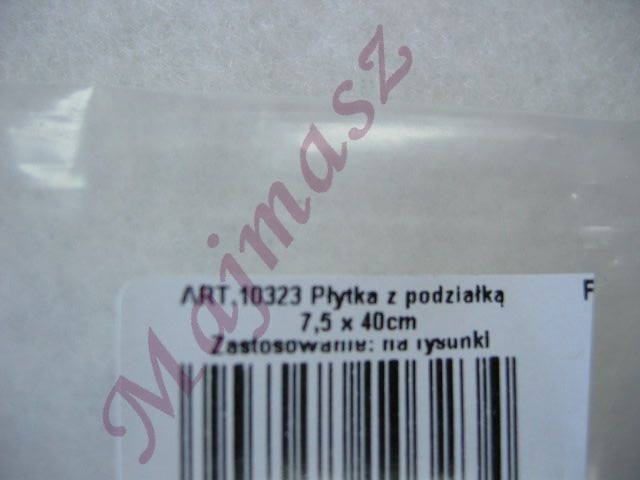 Majmasz
ART.10323 Płytka z podziałką
7,5 x 40cm
Zastosowanie: na rysunki
F